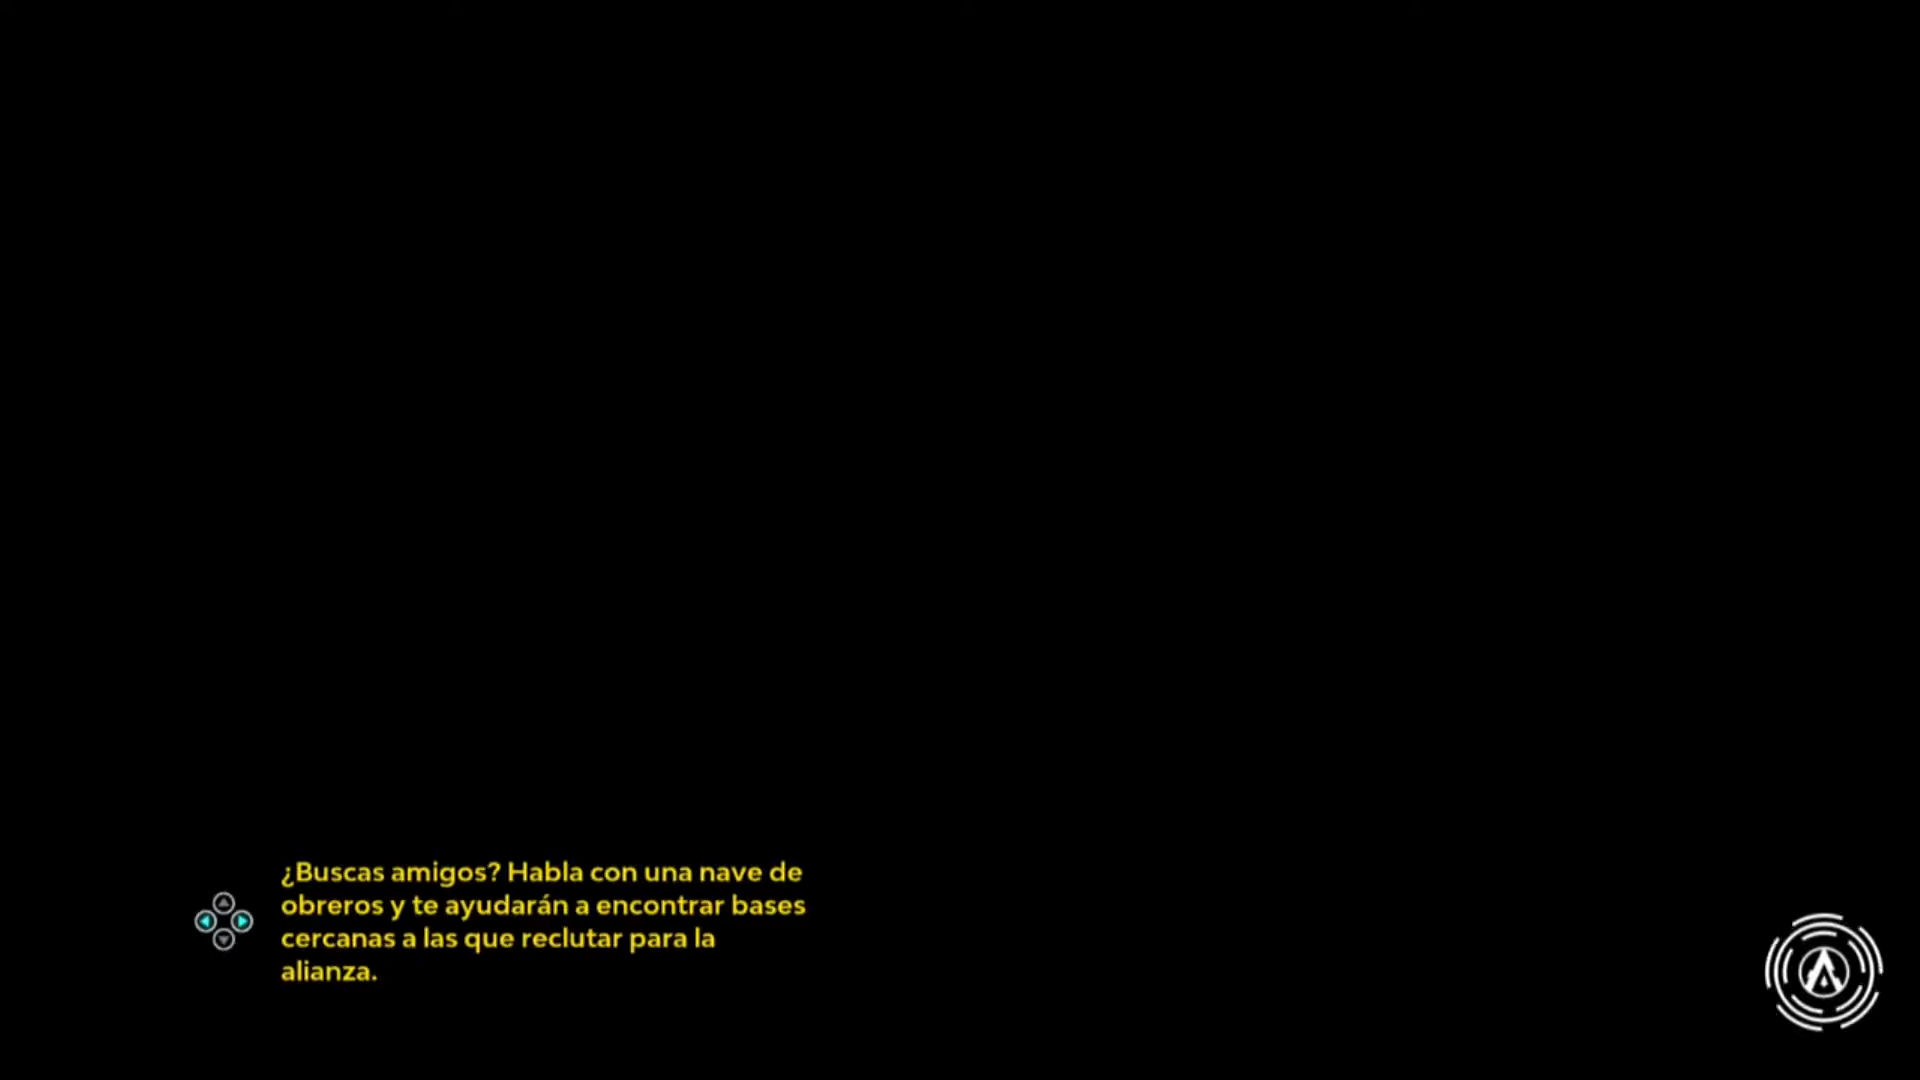 ¿Buscas amigos? Habla con una nave de
obreros y te ayudarán a encontrar bases
cercanas a las que reclutar para la
alianza.